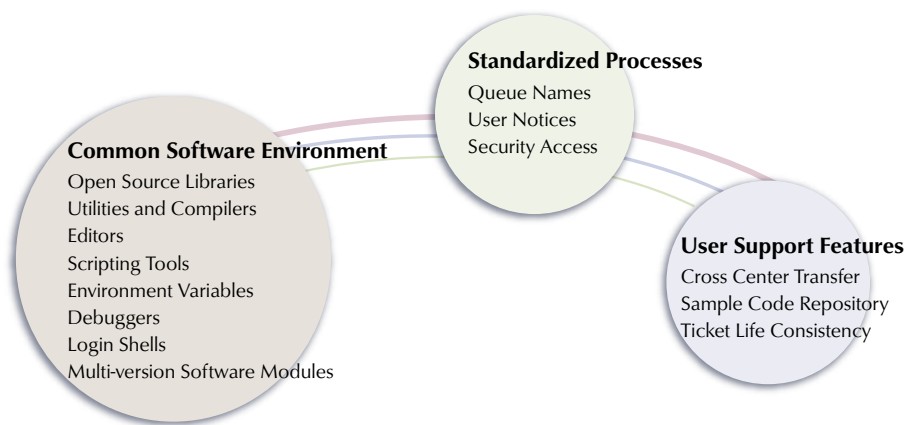 Common Software Environment
Open Source Libraries
Utilities and Compilers
Editors
Scripting Tools
Environment Variables
Debuggers
Login Shells
Multi-version Software Modules
Standardized Processes
Queue Names
User Notices
Security Access
User Support Features
Cross Center Transfer
Sample Code Repository
Ticket Life Consistency